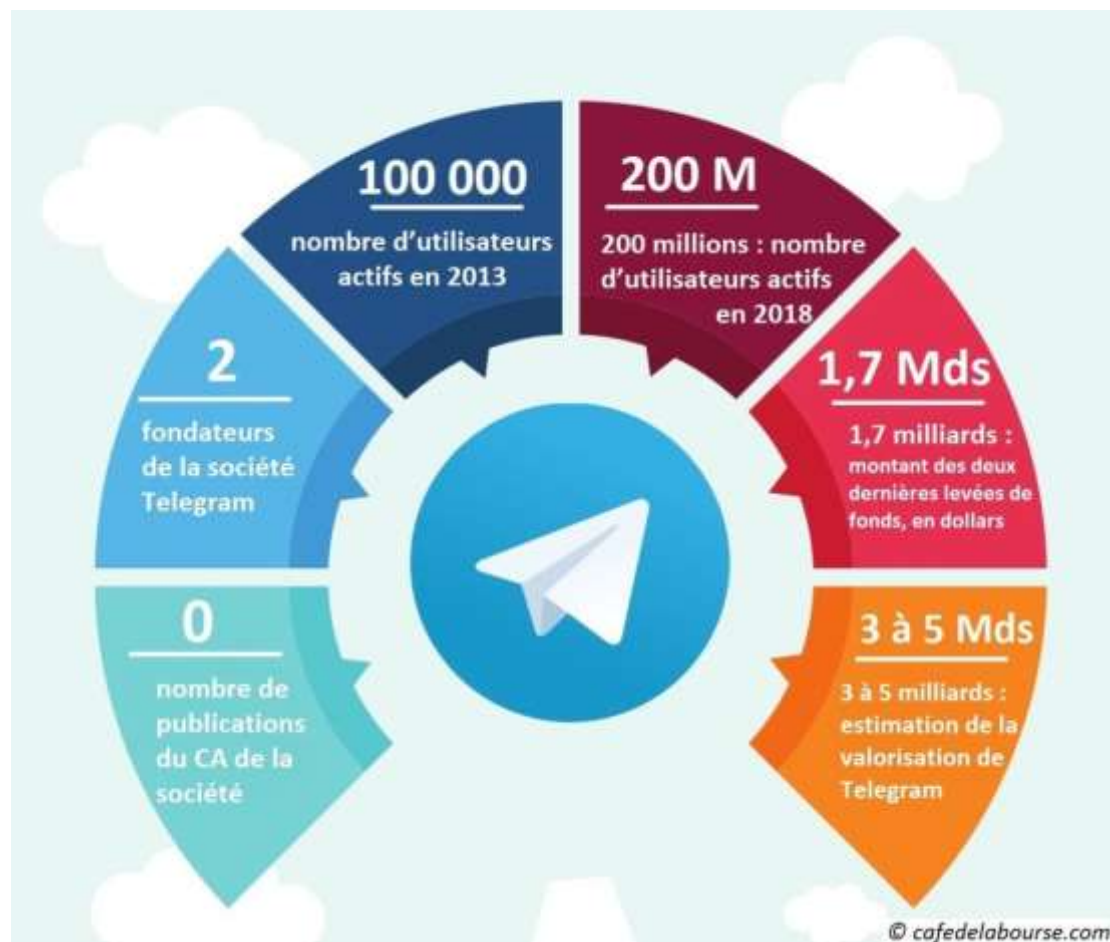 100 000
nombre d’utilisateurs
actifs en 2013
200 M
200 millions : nombre
d’utilisateurs actifs
en 2018
2
fondateurs
de la société
Telegram
1,7 Mds
1,7 milliards :
montant des deux
dernières levées de
fonds, en dollars
0
nombre de
publications
du CA de la
société
3 à 5 Mds
3 à 5 milliards :
estimation de la
valorisation de
Telegram
© cafedelabourse.com